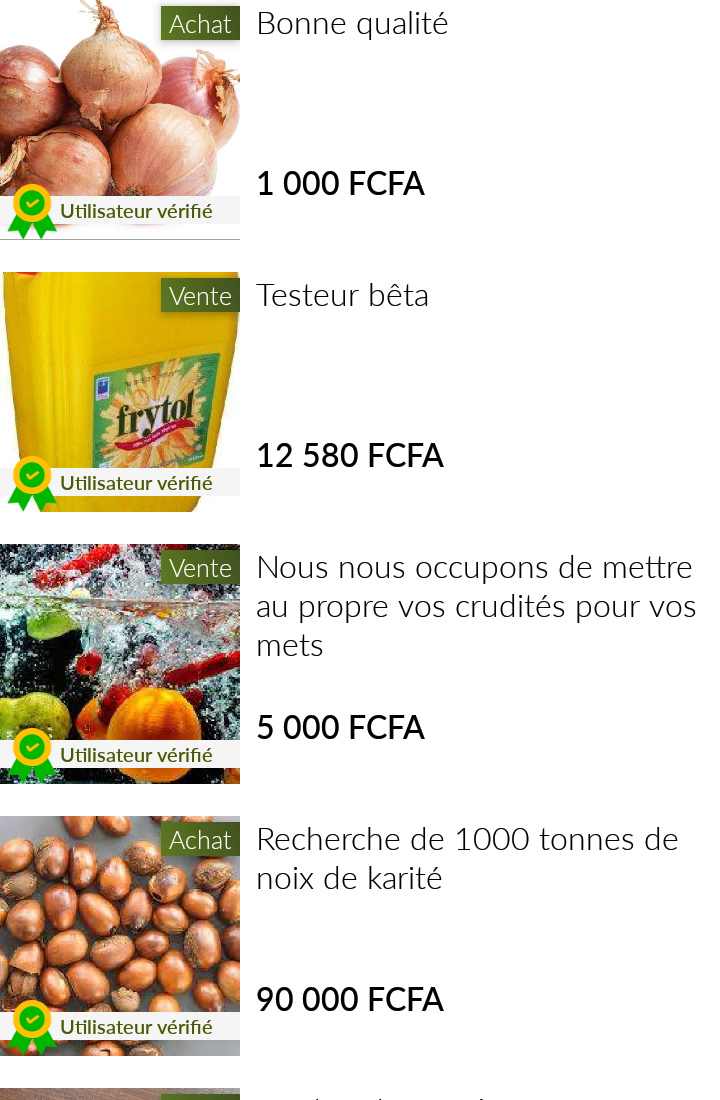 Achat
Bonne qualité
1 000 FCFA
Utilisateur vérifié
Vente
Testeur bêta
frytol
12 580 FCFA
Utilisateur vérifié
Vente
Nous nous occupons de mettre
au propre vos crudités pour vos
mets
5 000 FCFA
Utilisateur vérifié
Achat
Recherche de 1000 tonnes de
noix de karité
90 000 FCFA
Utilisateur vérifié